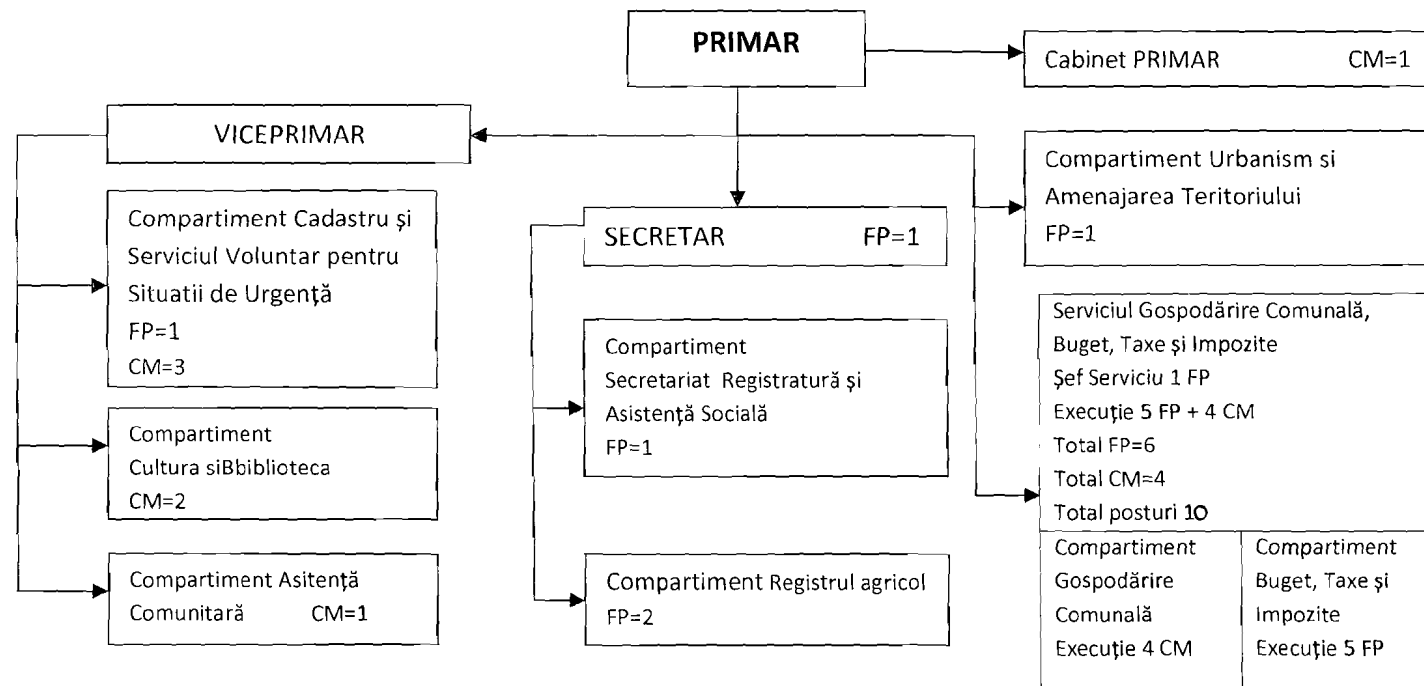 PRIMAR
Cabinet PRIMAR CM=1
VICEPRIMAR
Compartiment Urbanism si
Amenajarea Teritoriului
FP=1
Compartiment Cadastru și
Serviciul Voluntar pentru
Situatii de Urgență
FP=1
CM=3
SECRETAR FP=1
Serviciul Gospodărire Comunală,
Buget, Taxe și Impozite
Șef Serviciu 1 FP
Execuție 5 FP + 4 CM
Total FP=6
Total CM=4
Total posturi 10
Compartiment
Secretariat Registratură și
Asistență Socială
FP=1
Compartiment
Cultura siBbiblioteca
CM=2
Compartiment Asitență
Comunitară CM=1
Compartiment Registrul agricol
FP=2
Compartiment
Gospodărire
Comunală
Execuție 4 CM
Compartiment
Buget, Taxe și
Impozite
Execuție 5 FP